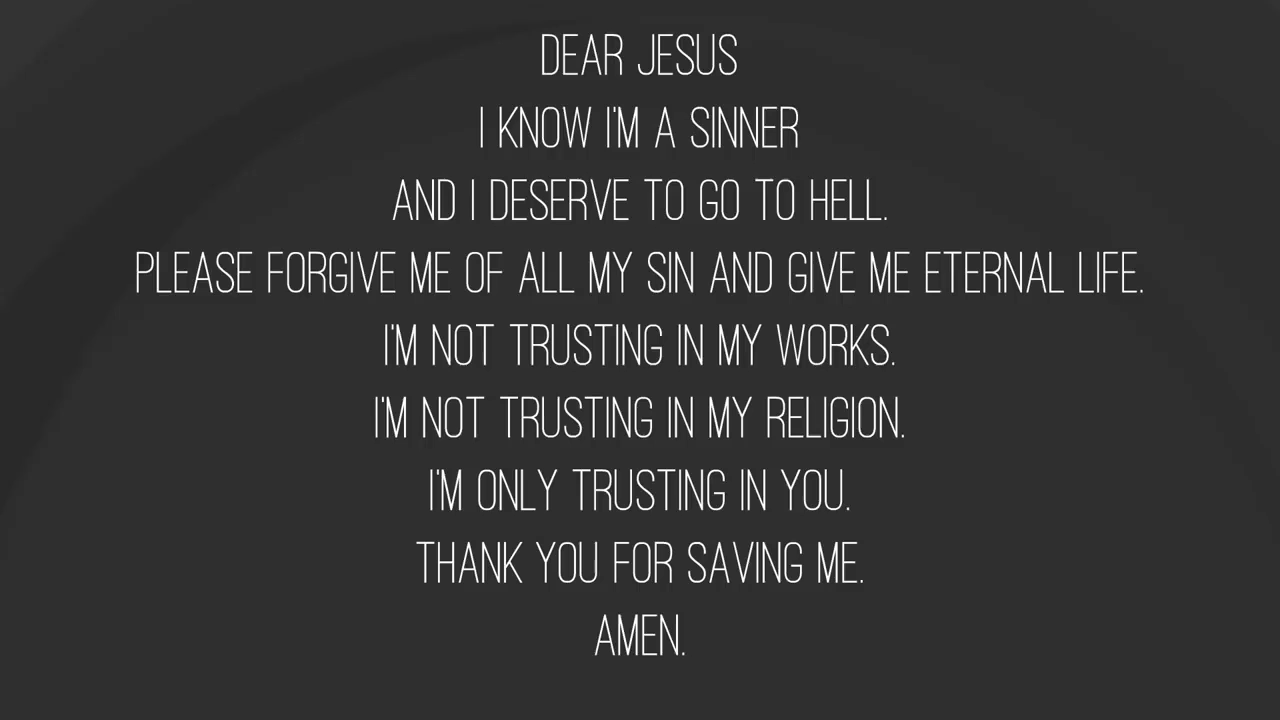 DEAR JESUS
I KNOW I'M A SINNER
AND I DESERVE TO GO TO HELL.
PLEASE FORGIVE ME OF ALL MY SIN AND GIVE ME ETERNAL LIFE.
I'M NOT TRUSTING IN MY WORKS.
I'M NOT TRUSTING IN MY RELIGION.
I'M ONLY TRUSTING IN YOU.
THANK YOU FOR SAVING ME.
AMEN.